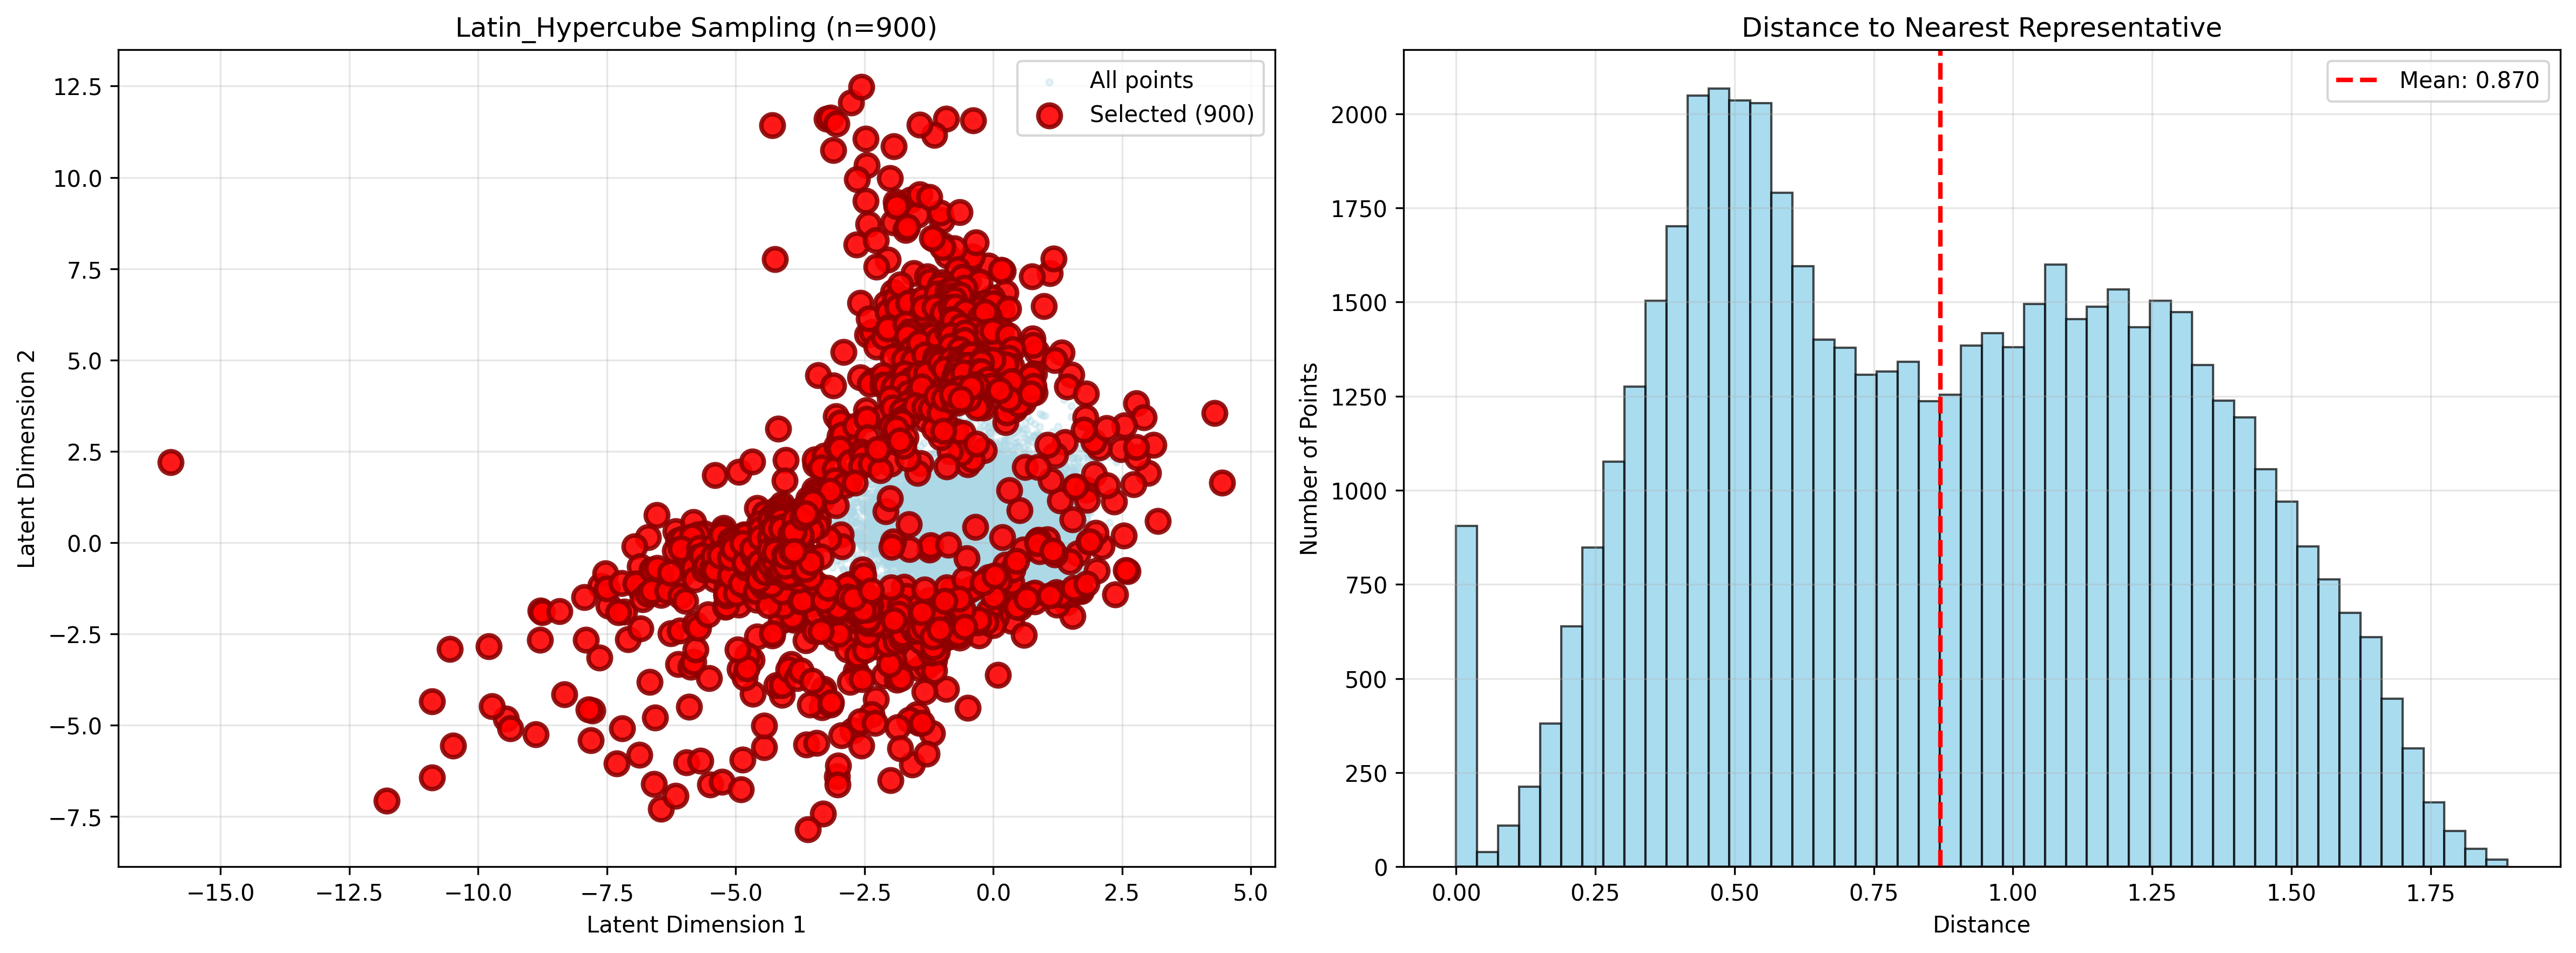 Latin_Hypercube Sampling (n=900)
All points
Selected (900)
Latent Dimension 2
12.5
10.0
7.5
5.0
2.5
0.0
−2.5
−5.0
−7.5
−15.0 −12.5 −10.0 −7.5 −5.0 −2.5 0.0 2.5 5.0
Latent Dimension 1
Distance to Nearest Representative
Mean: 0.870
Number of Points
2000
1750
1500
1250
1000
750
500
250
0
0.00 0.25 0.50 0.75 1.00 1.25 1.50 1.75
Distance